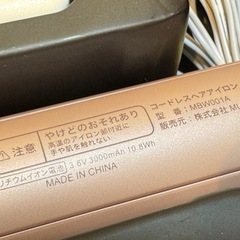 注意
やけどのおそれあり
高温のアイロン部付近に
手や肌を触れない
コードレスヘアアイロン
型 番：MBW001A
販売元：株式会社
リチウムイオン電池 3.6V 3000mAh 10.8Wh
MADE IN CHINA